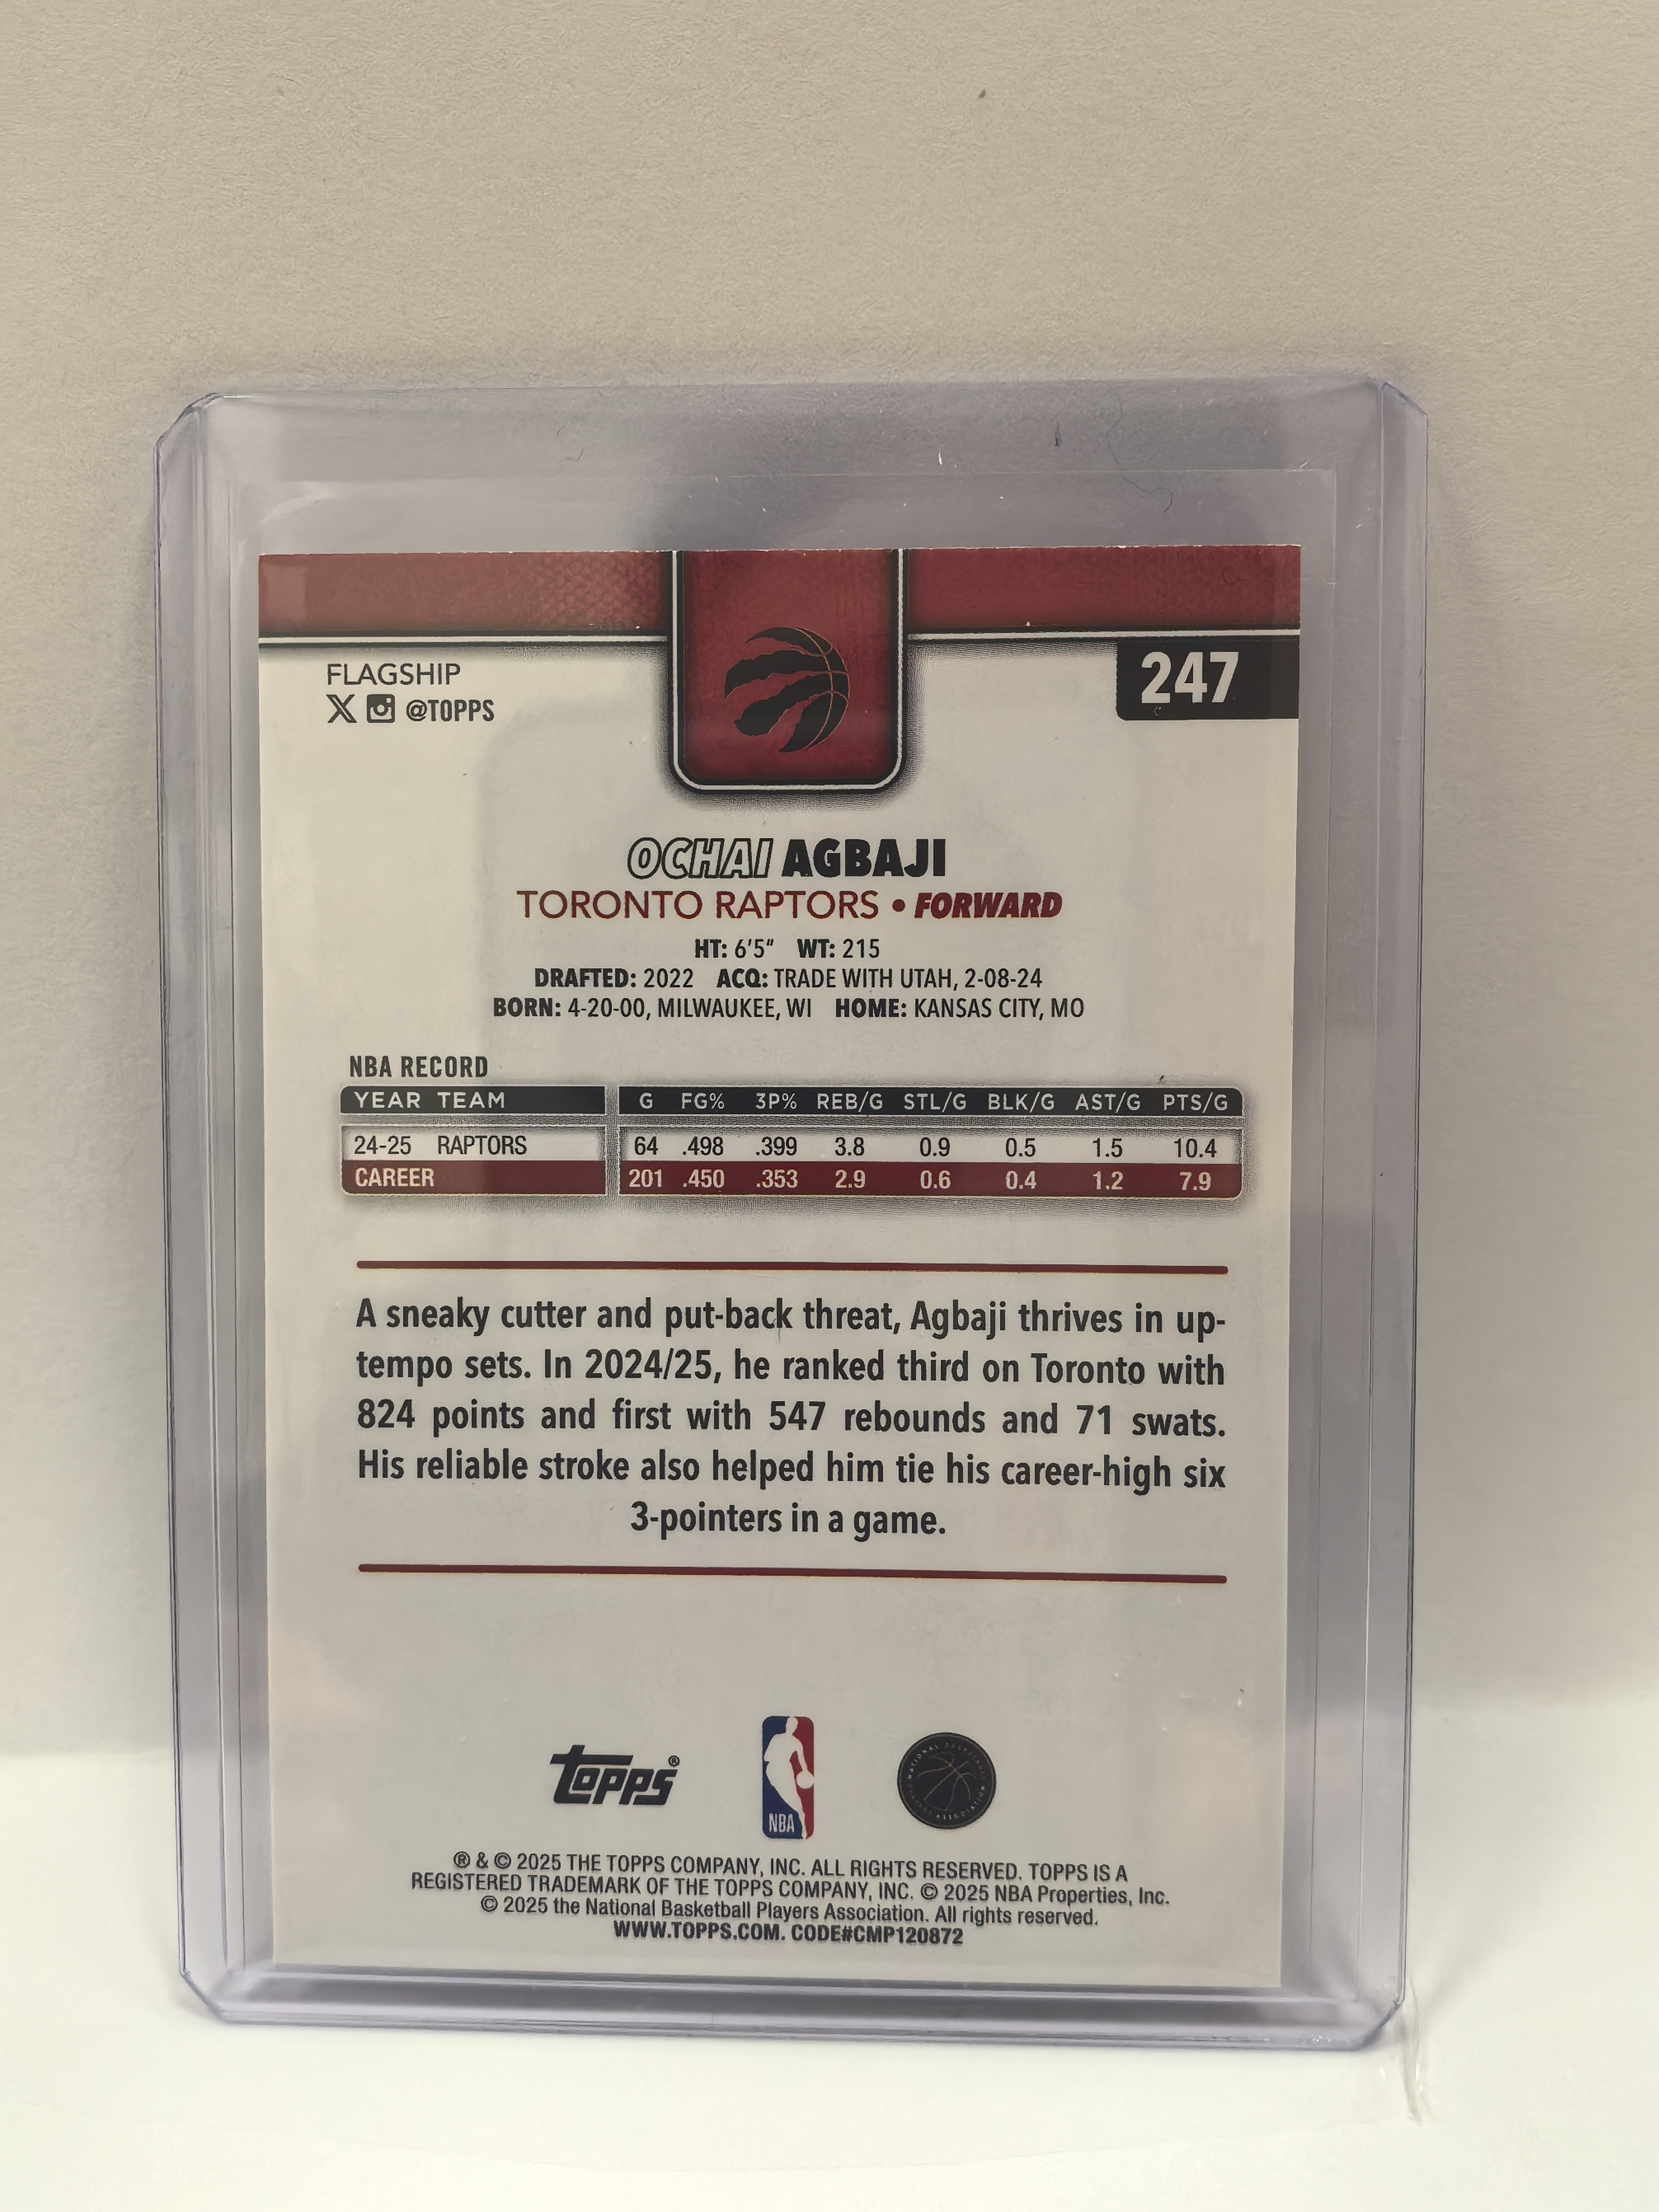 FLAGSHIP
@TOPPS
247
OCHAI AGBAJI
TORONTO RAPTORS • FORWARD
HT: 6'5" WT: 215
DRAFTED: 2022 ACQ: TRADE WITH UTAH, 2-08-24
BORN: 4-20-00, MILWAUKEE, WI HOME: KANSAS CITY, MO
NBA RECORD
YEAR TEAM G FG% 3P% REB/G STL/G BLK/G AST/G PTS/G
24-25 RAPTORS 64 .498 .399 3.8 0.9 0.5 1.5 10.4
CAREER 201 .450 .353 2.9 0.6 0.4 1.2 7.9
A sneaky cutter and put-back threat, Agbaji thrives in up-
tempo sets. In 2024/25, he ranked third on Toronto with
824 points and first with 547 rebounds and 71 swats.
His reliable stroke also helped him tie his career-high six
3-pointers in a game.
Topps®
NBA
® & © 2025 THE TOPPS COMPANY, INC. ALL RIGHTS RESERVED. TOPPS IS A
REGISTERED TRADEMARK OF THE TOPPS COMPANY, INC. © 2025 NBA Properties, Inc.
© 2025 the National Basketball Players Association. All rights reserved.
WWW.TOPPS.COM. CODE#CMP120872